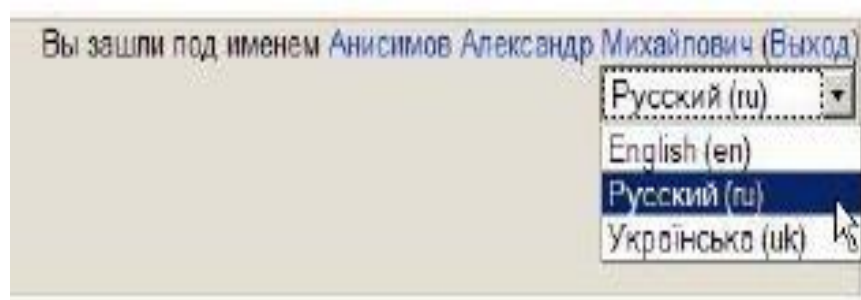 Вы зашли под именем Анисимов Александр Михайлович (Выход)
Русский (ru)
English (en)
Русский (ru)
Українська (uk)